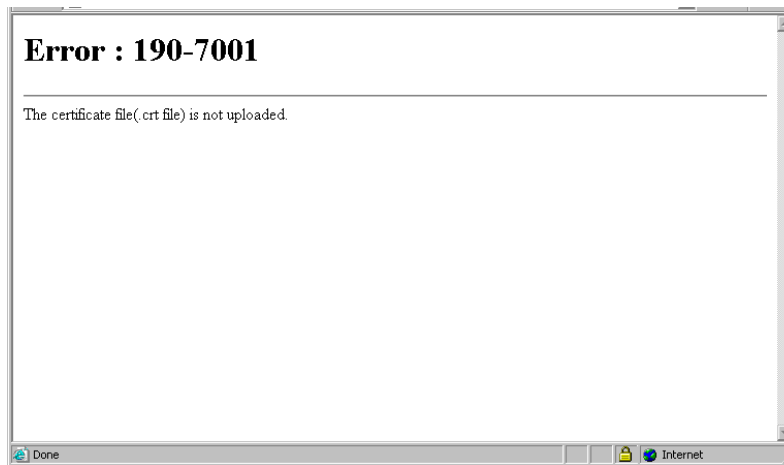 Error : 190-7001
The certificate file(.crt file) is not uploaded.
Done
Internet